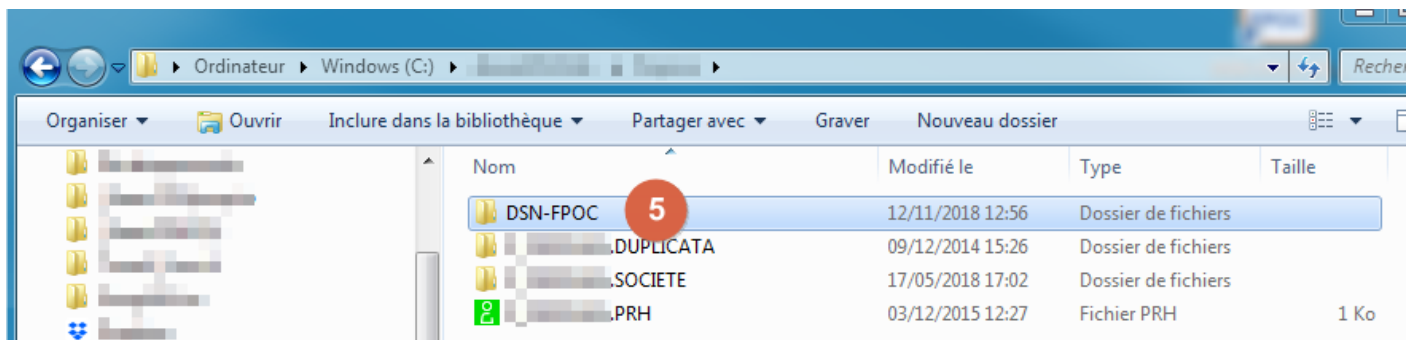 Ordinateur Windows (C:)
Organiser Ouvrir Inclure dans la bibliothèque Partager avec Graver Nouveau dossier
Nom Modifié le Type Taille
DSN-FPOC 5 12/11/2018 12:56 Dossier de fichiers
.DUPLICATA 09/12/2014 15:26 Dossier de fichiers
.SOCIETE 17/05/2018 17:02 Dossier de fichiers
.PRH 03/12/2015 12:27 Fichier PRH 1 Ko